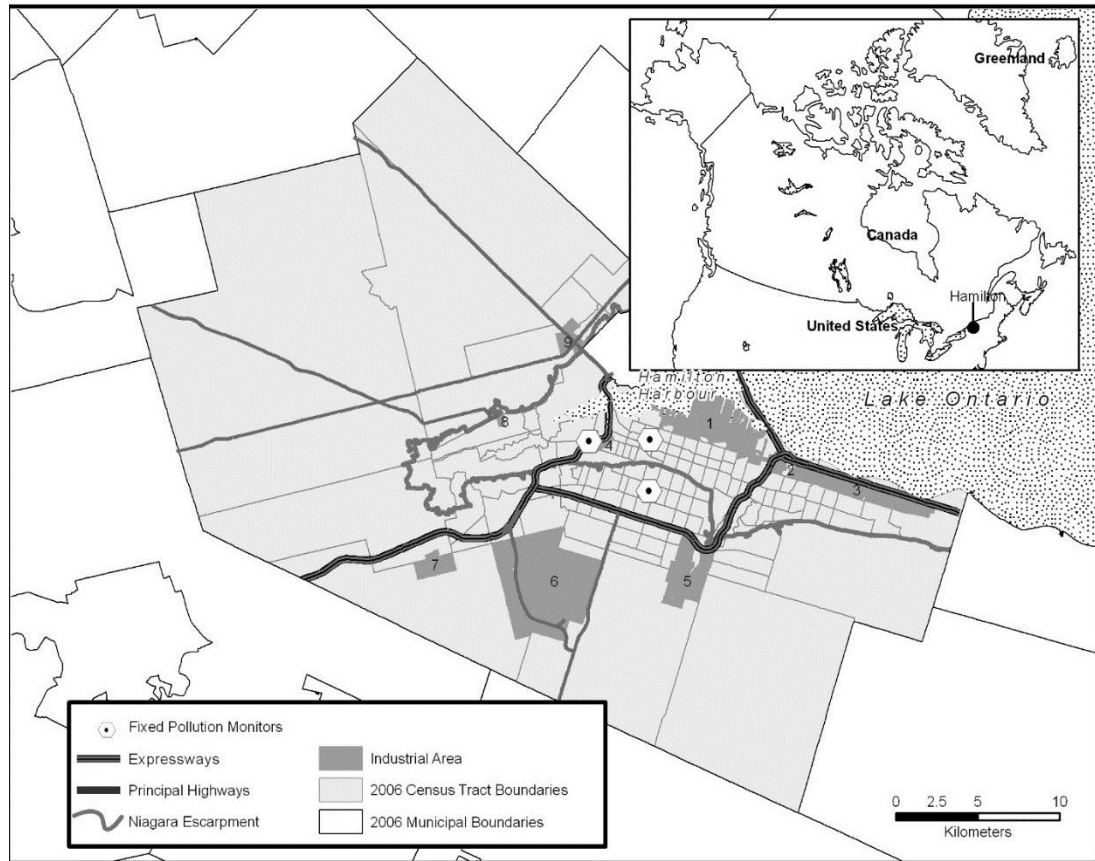 Greenland
Canada
Hamilton
United States
Hamilton
Harbour
Lake Ontario
9
1
8
4
2
3
7
6
5
Fixed Pollution Monitors
Expressways
Principal Highways
Niagara Escarpment
Industrial Area
2006 Census Tract Boundaries
2006 Municipal Boundaries
0 2.5 5 10
Kilometers